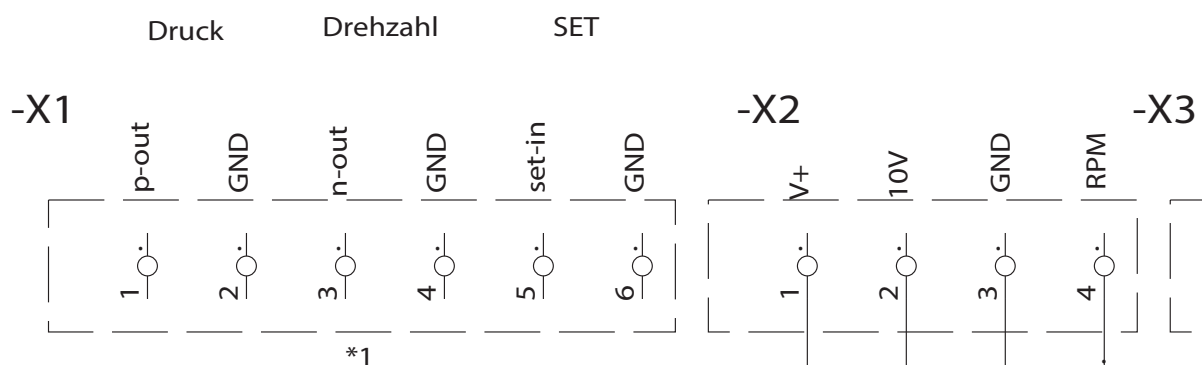 Druck Drehzahl SET
-X1 -X2 -X3
p-out GND n-out GND set-in GND V+ 10V GND RPM
1 2 3 4 5 6 1 2 3 4
*1